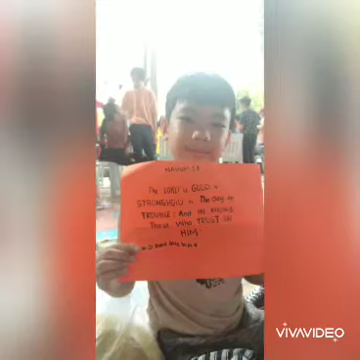 NAHUM 1:7
The LORD is GOOD a
STRONGHOLD in The day of
TROUBLE: And HE KNOWS
Those Who TRUST IN
HIM
VIVAVIDEO